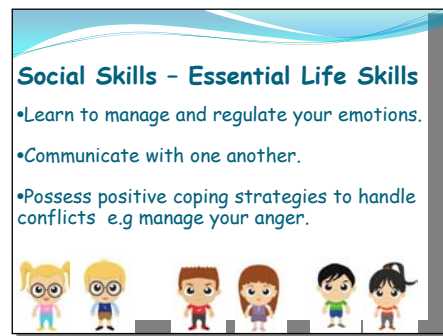 Social Skills – Essential Life Skills
•Learn to manage and regulate your emotions.
•Communicate with one another.
•Possess positive coping strategies to handle
conflicts  e.g manage your anger.